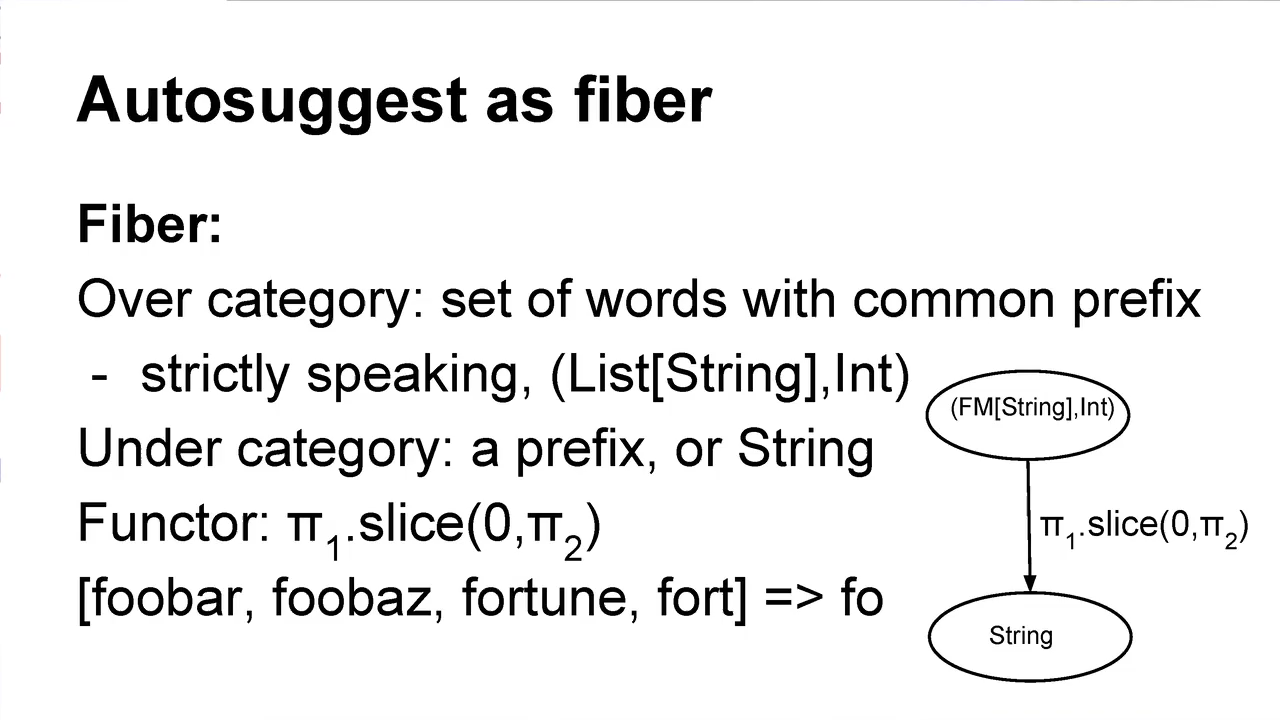 Autosuggest as fiber
Fiber:
Over category: set of words with common prefix
- strictly speaking, (List[String],Int)
Under category: a prefix, or String
Functor: π₁.slice(0,π₂)
[foobar, foobaz, fortune, fort] => fo
(FM[String],Int)
π₁.slice(0,π₂)
String